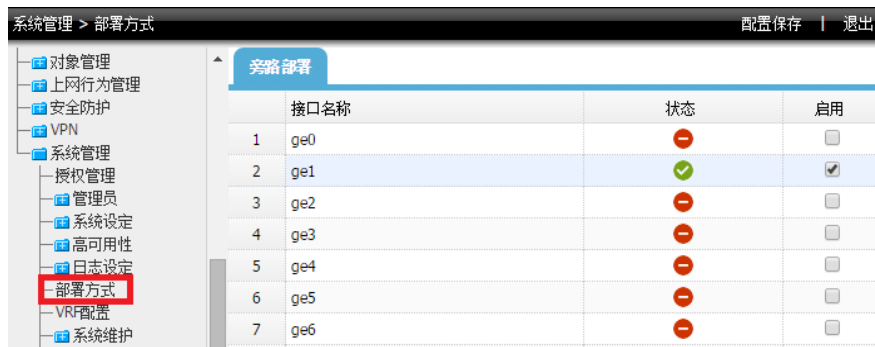 系统管理 > 部署方式
配置保存 | 退出
对象管理
上网行为管理
安全防护
VPN
系统管理
授权管理
管理员
系统设定
高可用性
日志设定
部署方式
VRF配置
系统维护
旁路部署
接口名称 状态 启用
1 ge0
2 ge1
3 ge2
4 ge3
5 ge4
6 ge5
7 ge6